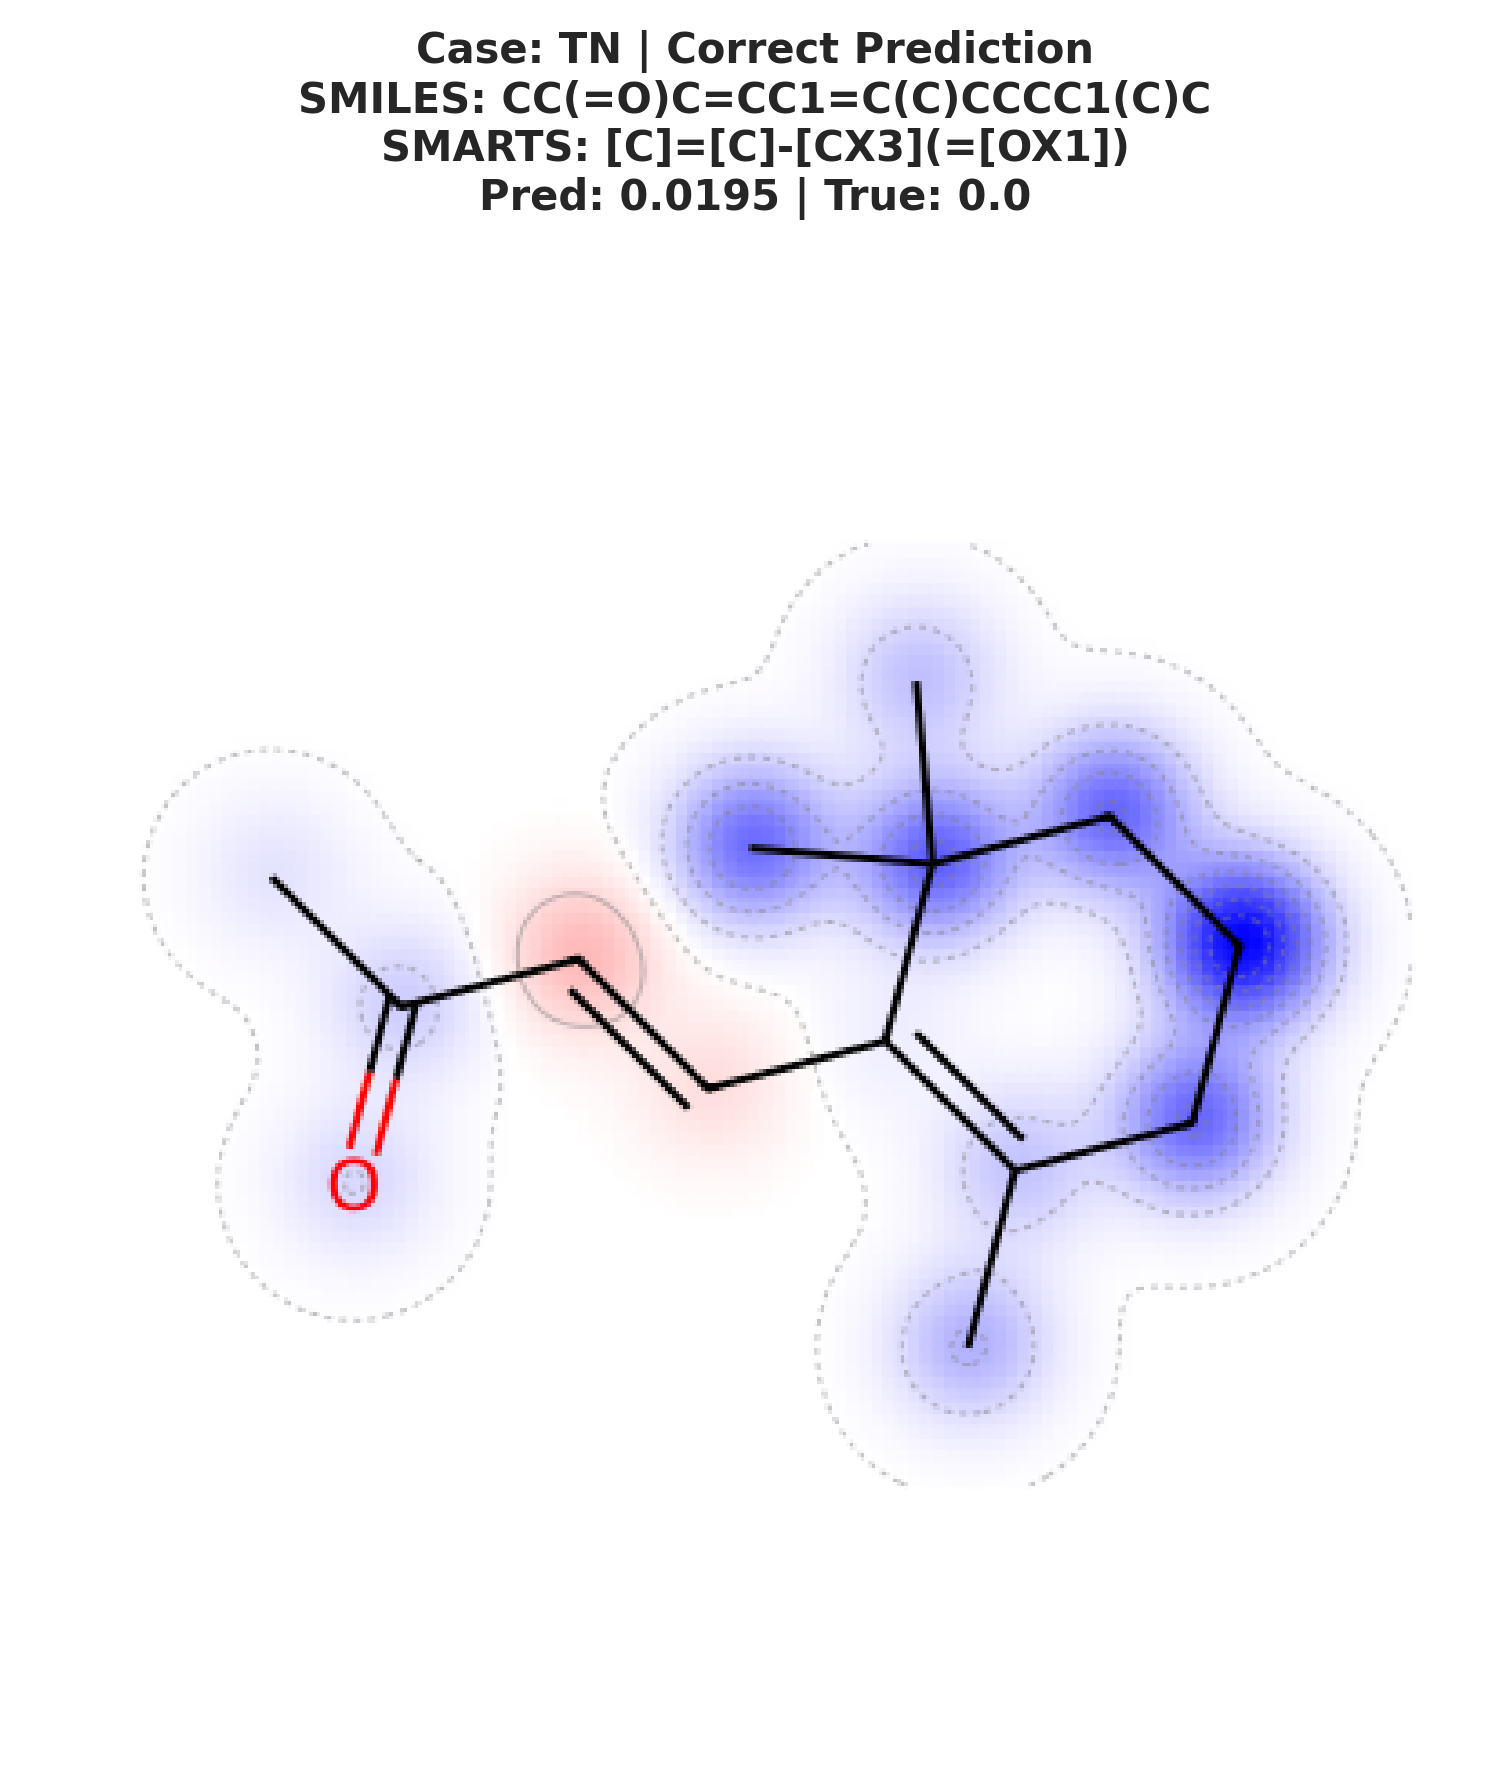 Case: TN | Correct Prediction
SMILES: CC(=O)C=CC1=C(C)CCCC1(C)C
SMARTS: [C]=[C]-[CX3](=[OX1])
Pred: 0.0195 | True: 0.0
O